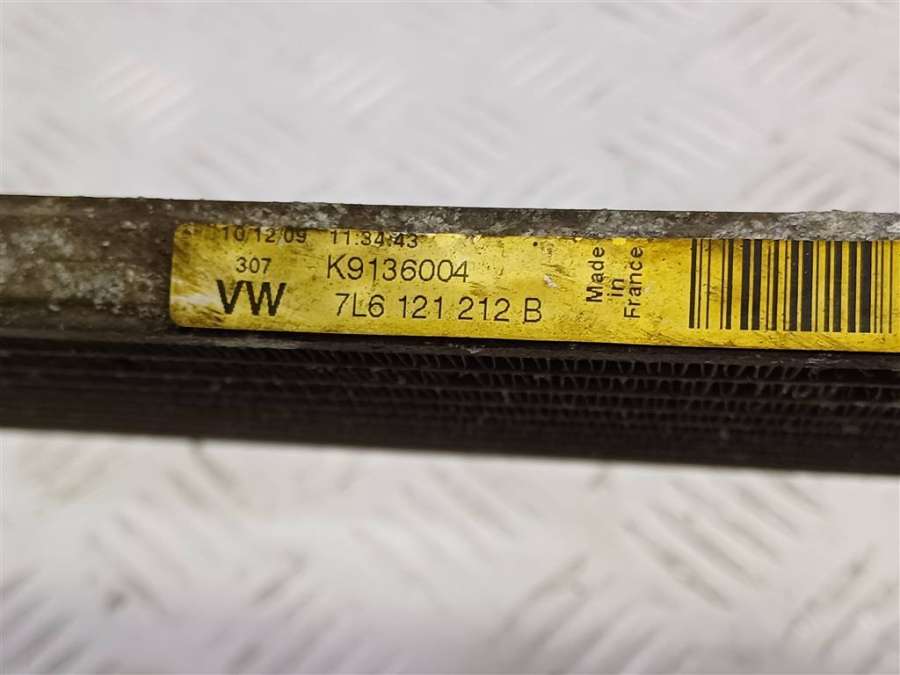 10/12/09 11:34:43
307 K9136004
VW 7L6 121 212 B
Made
in
France